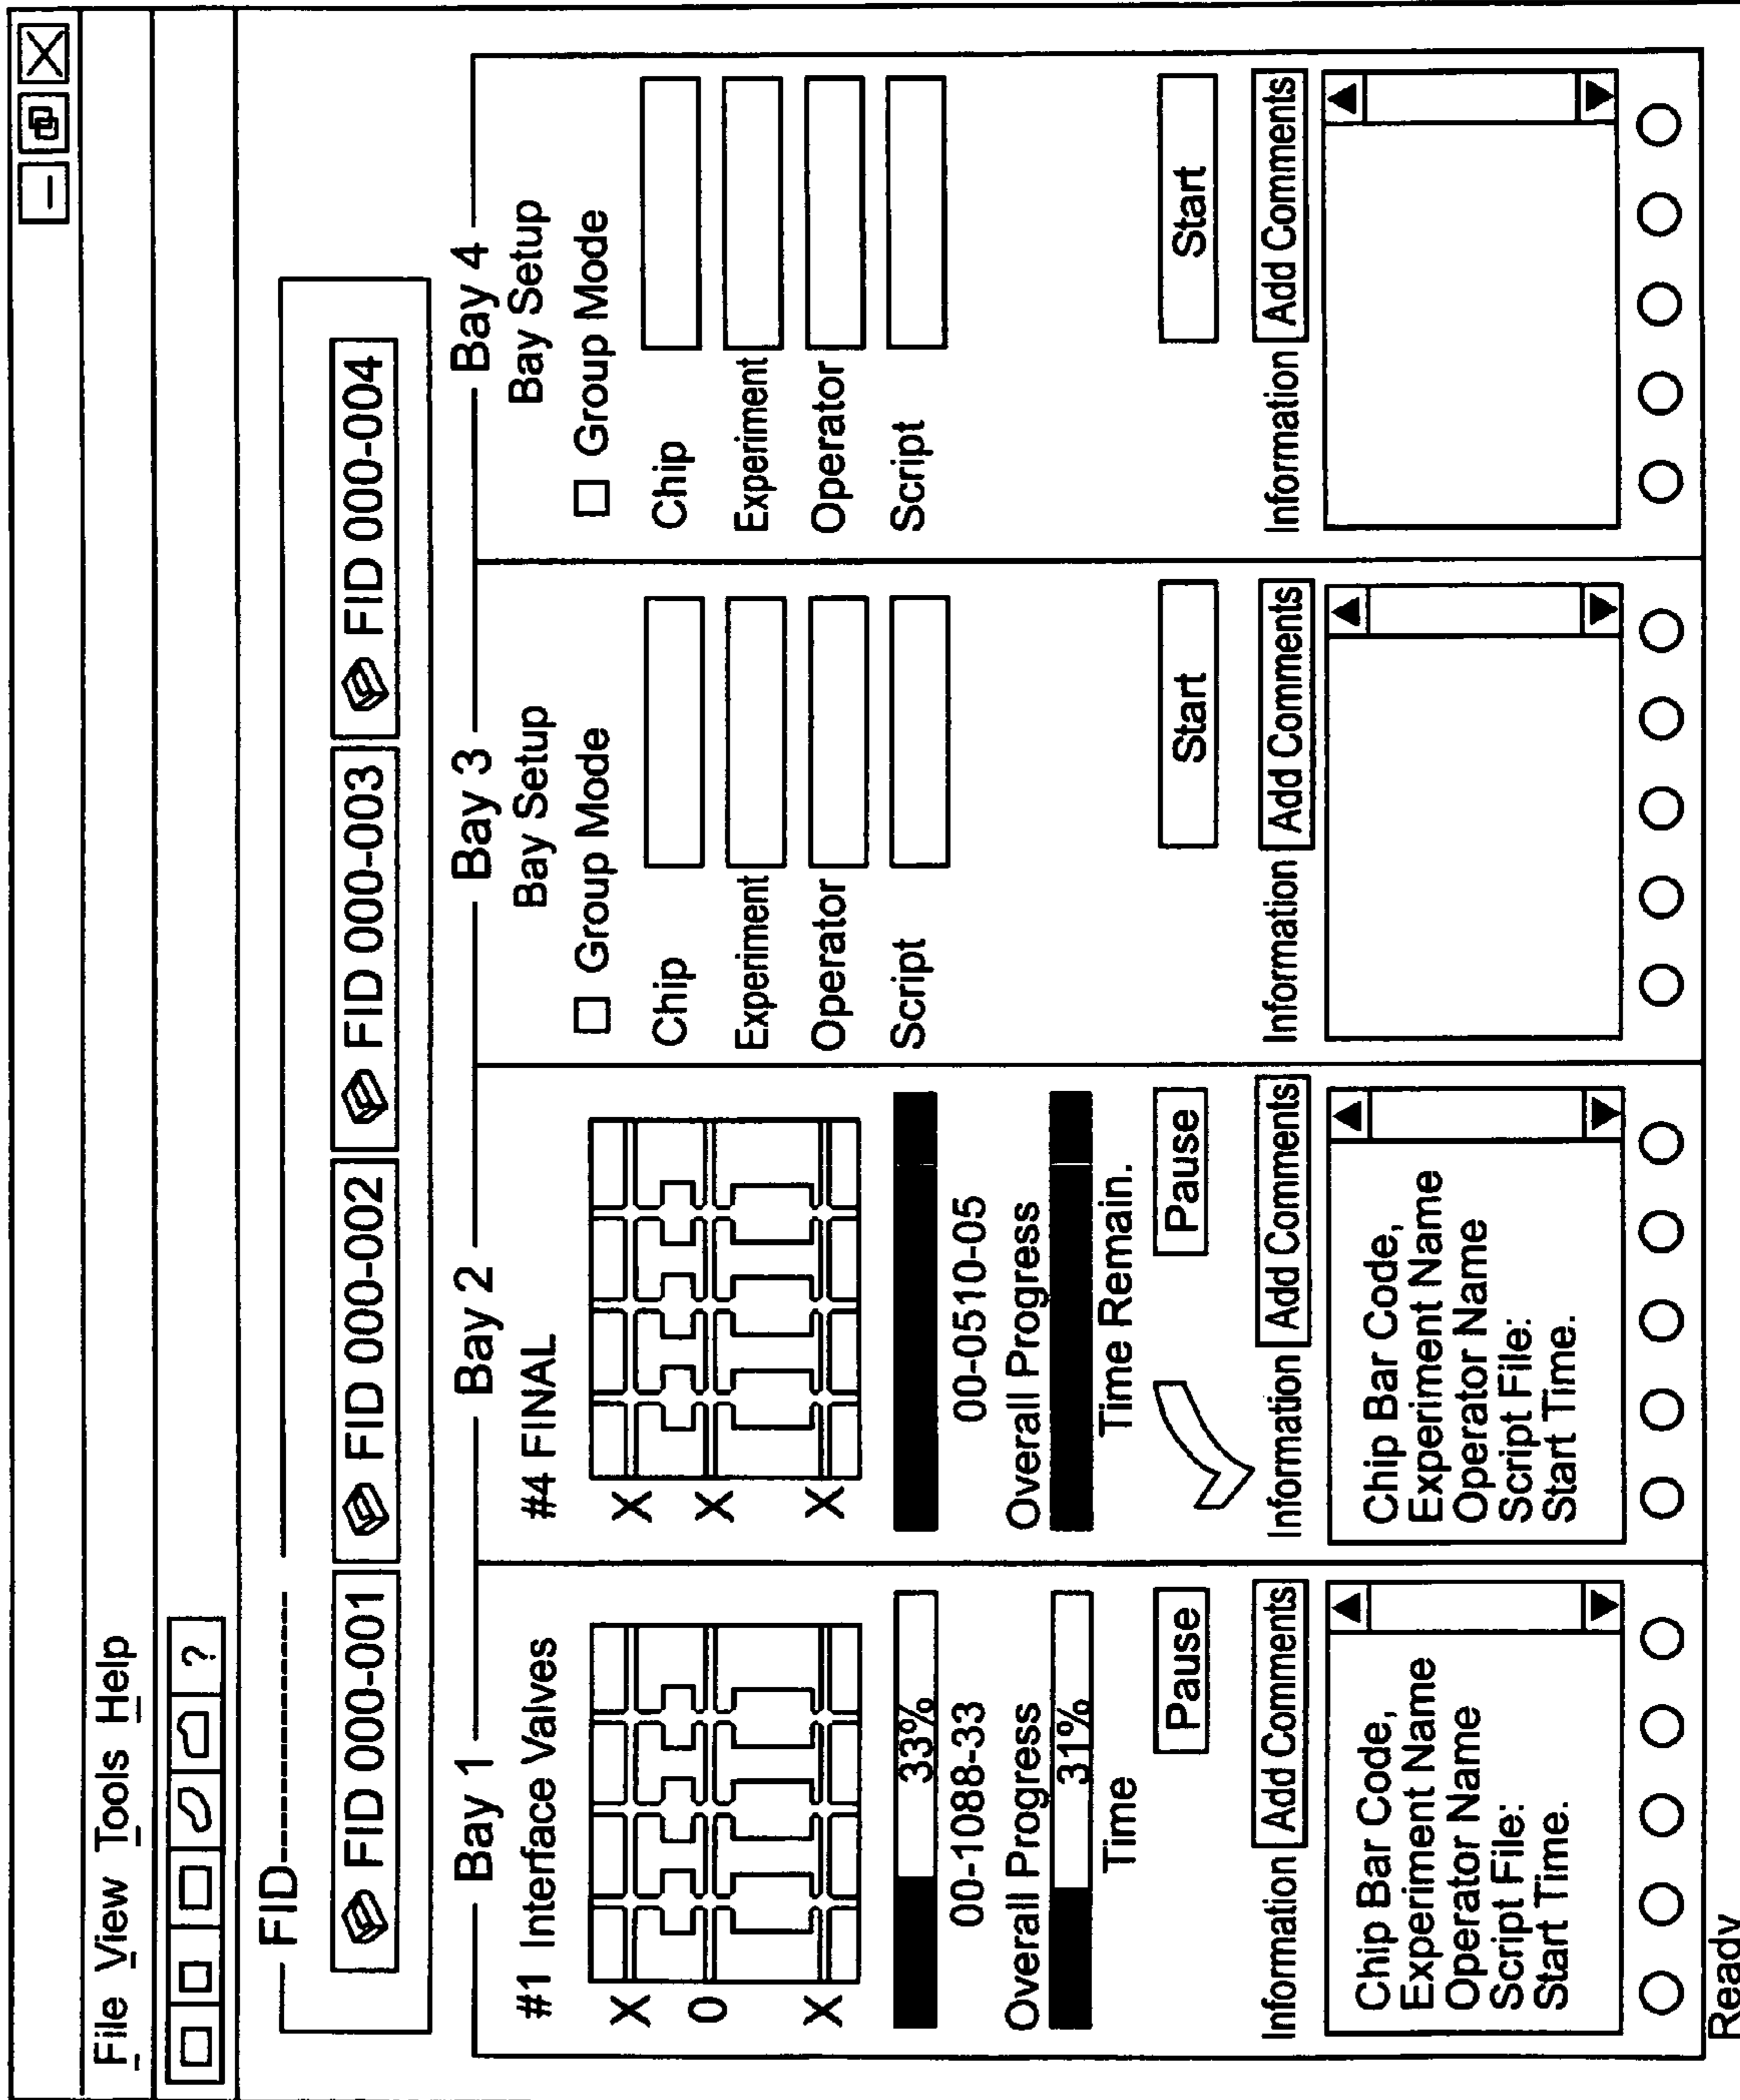 File View Tools Help
?
FID
FID 000-001 FID 000-002 FID 000-003 FID 000-004
Bay 1
#1 Interface Valves
X
0
X
33%
00-1088-33
Overall Progress
31%
Time
Pause
Information Add Comments
Chip Bar Code,
Experiment Name
Operator Name
Script File:
Start Time.
Bay 2
#4 FINAL
X
X
X
00-0510-05
Overall Progress
Time Remain.
Pause
Information Add Comments
Chip Bar Code,
Experiment Name
Operator Name
Script File:
Start Time.
Bay 3
Bay Setup
Group Mode
Chip
Experiment
Operator
Script
Start
Information Add Comments
Bay 4
Bay Setup
Group Mode
Chip
Experiment
Operator
Script
Start
Information Add Comments
Ready